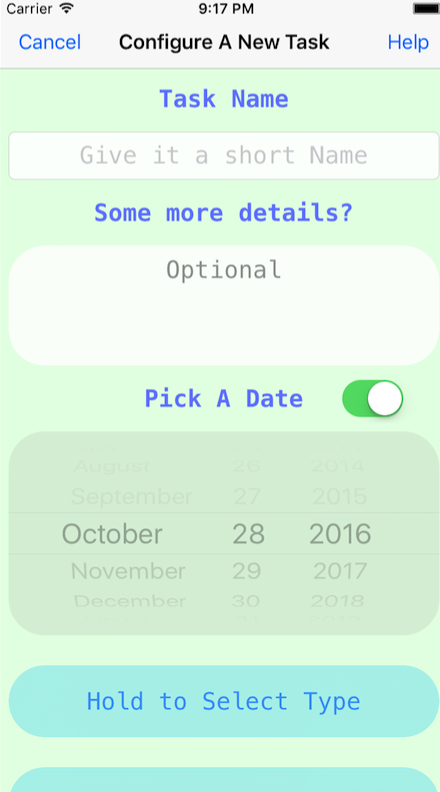 Carrier 9:17 PM
Cancel Configure A New Task Help
Task Name
Give it a short Name
Some more details?
Optional
Pick A Date
August 26 2014
September 27 2015
October 28 2016
November 29 2017
December 30 2018
Hold to Select Type